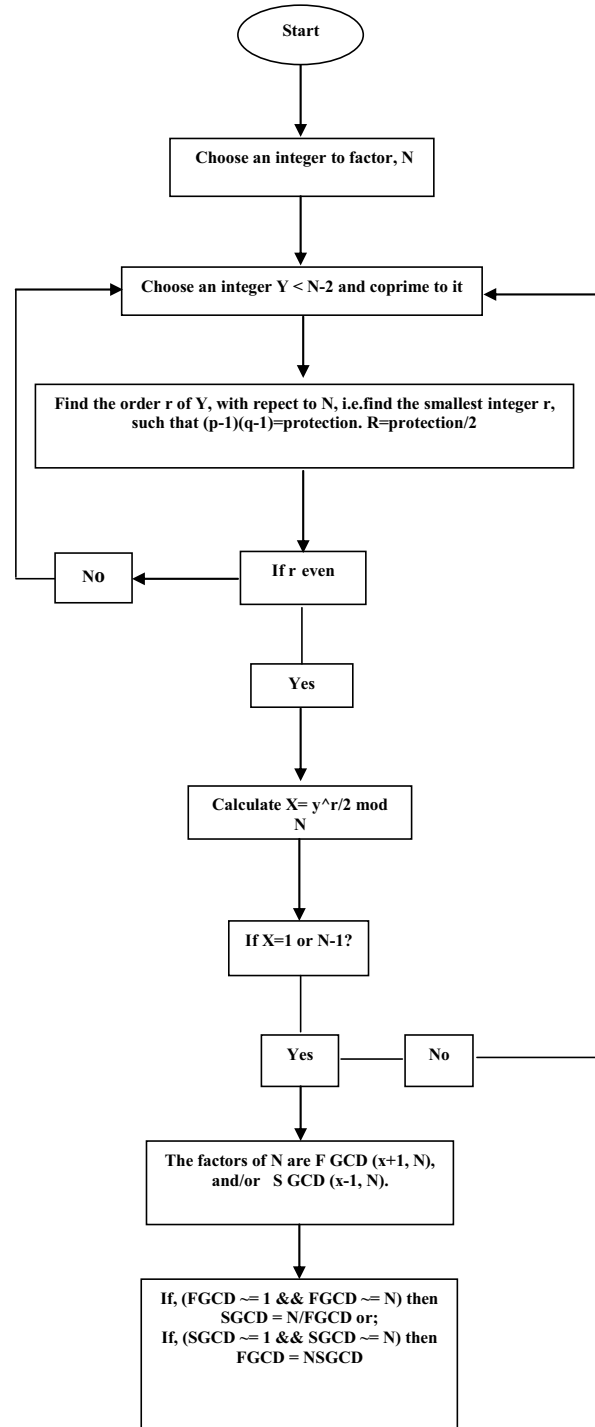 Start
Choose an integer to factor, N
Choose an integer Y < N-2 and coprime to it
Find the order r of Y, with repect to N, i.e.find the smallest integer r,
such that (p-1)(q-1)=protection. R=protection/2
If r even
No
Yes
Calculate X= y^r/2 mod
N
If X=1 or N-1?
Yes
No
The factors of N are F GCD (x+1, N),
and/or S GCD (x-1, N).
If, (FGCD ~= 1 && FGCD ~= N) then
SGCD = N/FGCD or;
If, (SGCD ~= 1 && SGCD ~= N) then
FGCD = NSGCD